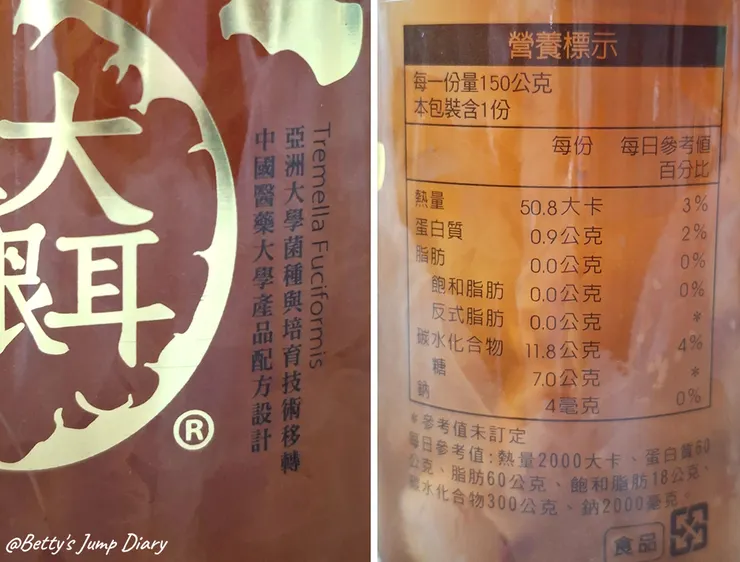 大
銀耳
®
Tremella Fuciformis
亞洲大學菌種與培育技術移轉
中國醫藥大學產品配方設計
@Betty's Jump Diary
營養標示
每一份量150公克
本包裝含1份
每份 每日參考值百分比
熱量 50.8大卡 3%
蛋白質 0.9公克 2%
脂肪 0.0公克 0%
飽和脂肪 0.0公克 0%
反式脂肪 0.0公克 *
碳水化合物 11.8公克 4%
糖 7.0公克 *
鈉 4毫克 0%
*參考值未訂定
每日參考值:熱量2000大卡、蛋白質60
公克、脂肪60公克、飽和脂肪18公克、
碳水化合物300公克、鈉2000毫克。
食品